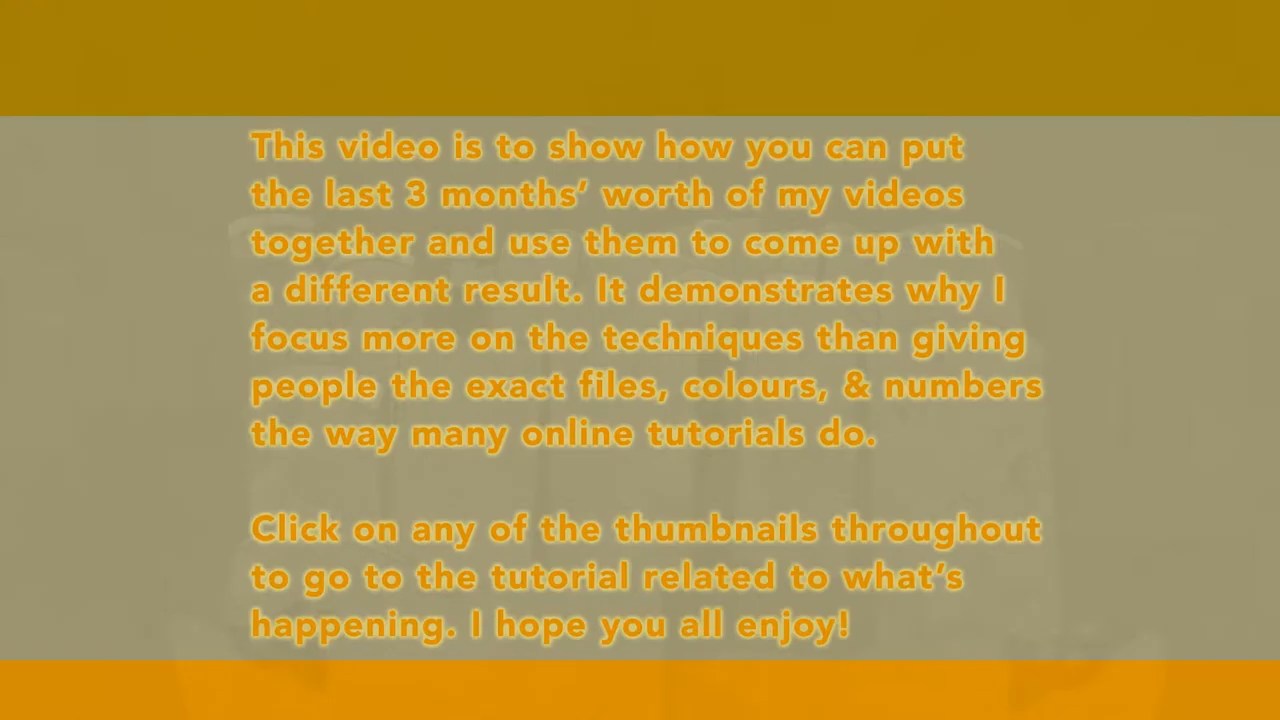 This video is to show how you can put
the last 3 months’ worth of my videos
together and use them to come up with
a different result. It demonstrates why I
focus more on the techniques than giving
people the exact files, colours, & numbers
the way many online tutorials do.
Click on any of the thumbnails throughout
to go to the tutorial related to what’s
happening. I hope you all enjoy!